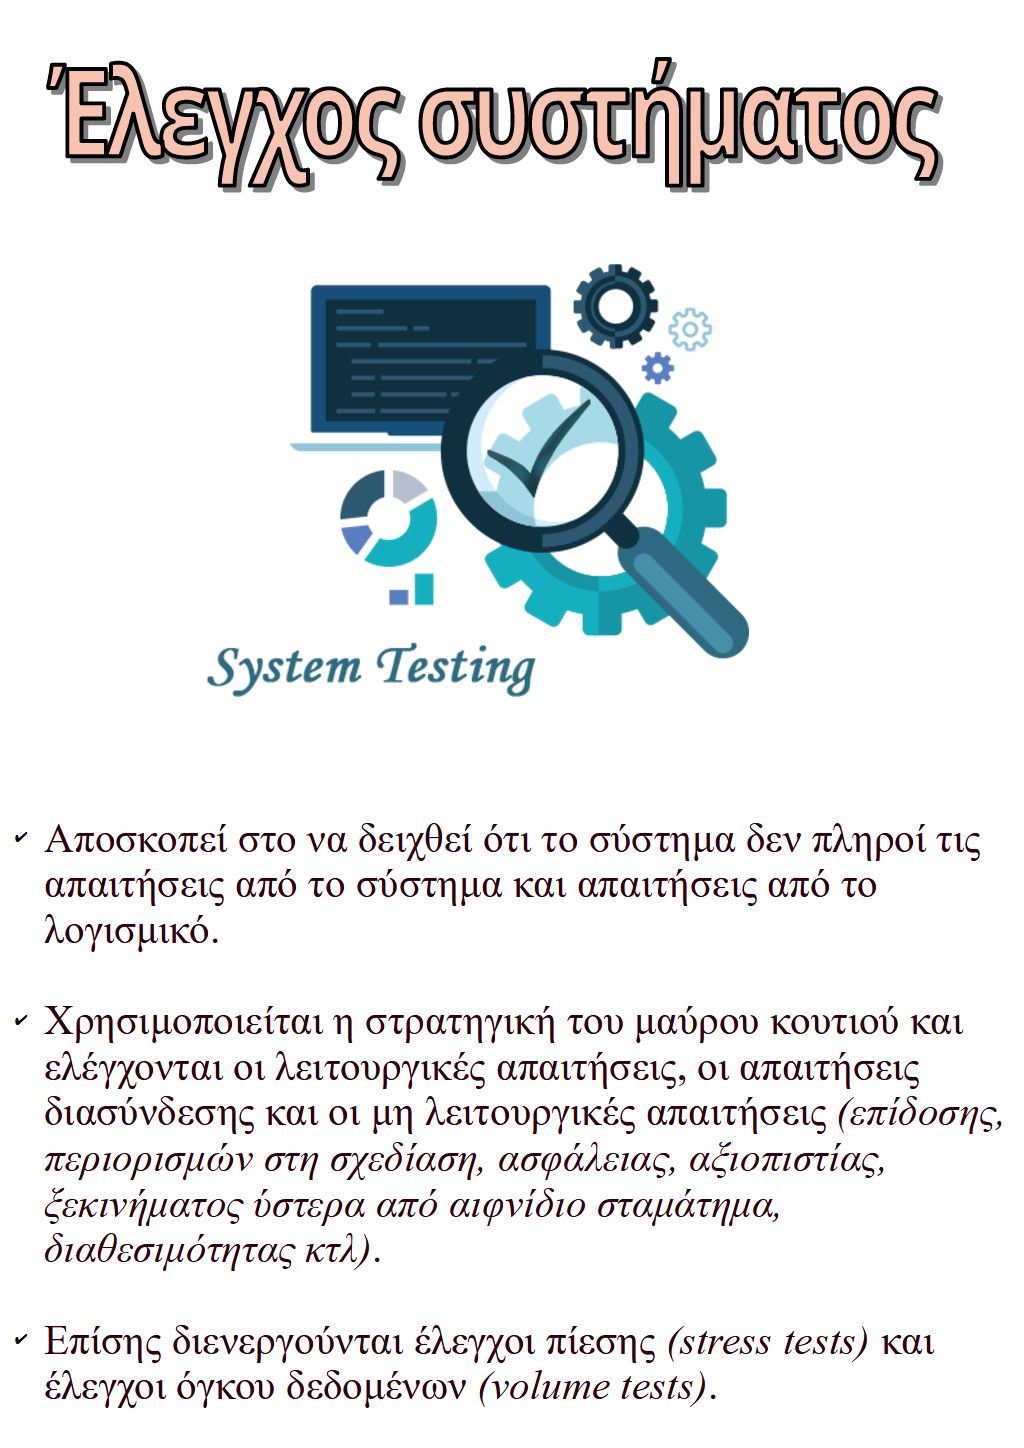 Έλεγχος συστήματος
System Testing
✔ Αποσκοπεί στο να δειχθεί ότι το σύστημα δεν πληροί τις
απαιτήσεις από το σύστημα και απαιτήσεις από το
λογισμικό.
✔ Χρησιμοποιείται η στρατηγική του μαύρου κουτιού και
ελέγχονται οι λειτουργικές απαιτήσεις, οι απαιτήσεις
διασύνδεσης και οι μη λειτουργικές απαιτήσεις (επίδοσης,
περιορισμών στη σχεδίαση, ασφάλειας, αξιοπιστίας,
ξεκινήματος ύστερα από αιφνίδιο σταμάτημα,
διαθεσιμότητας κτλ).
✔ Επίσης διενεργούνται έλεγχοι πίεσης (stress tests) και
έλεγχοι όγκου δεδομένων (volume tests).